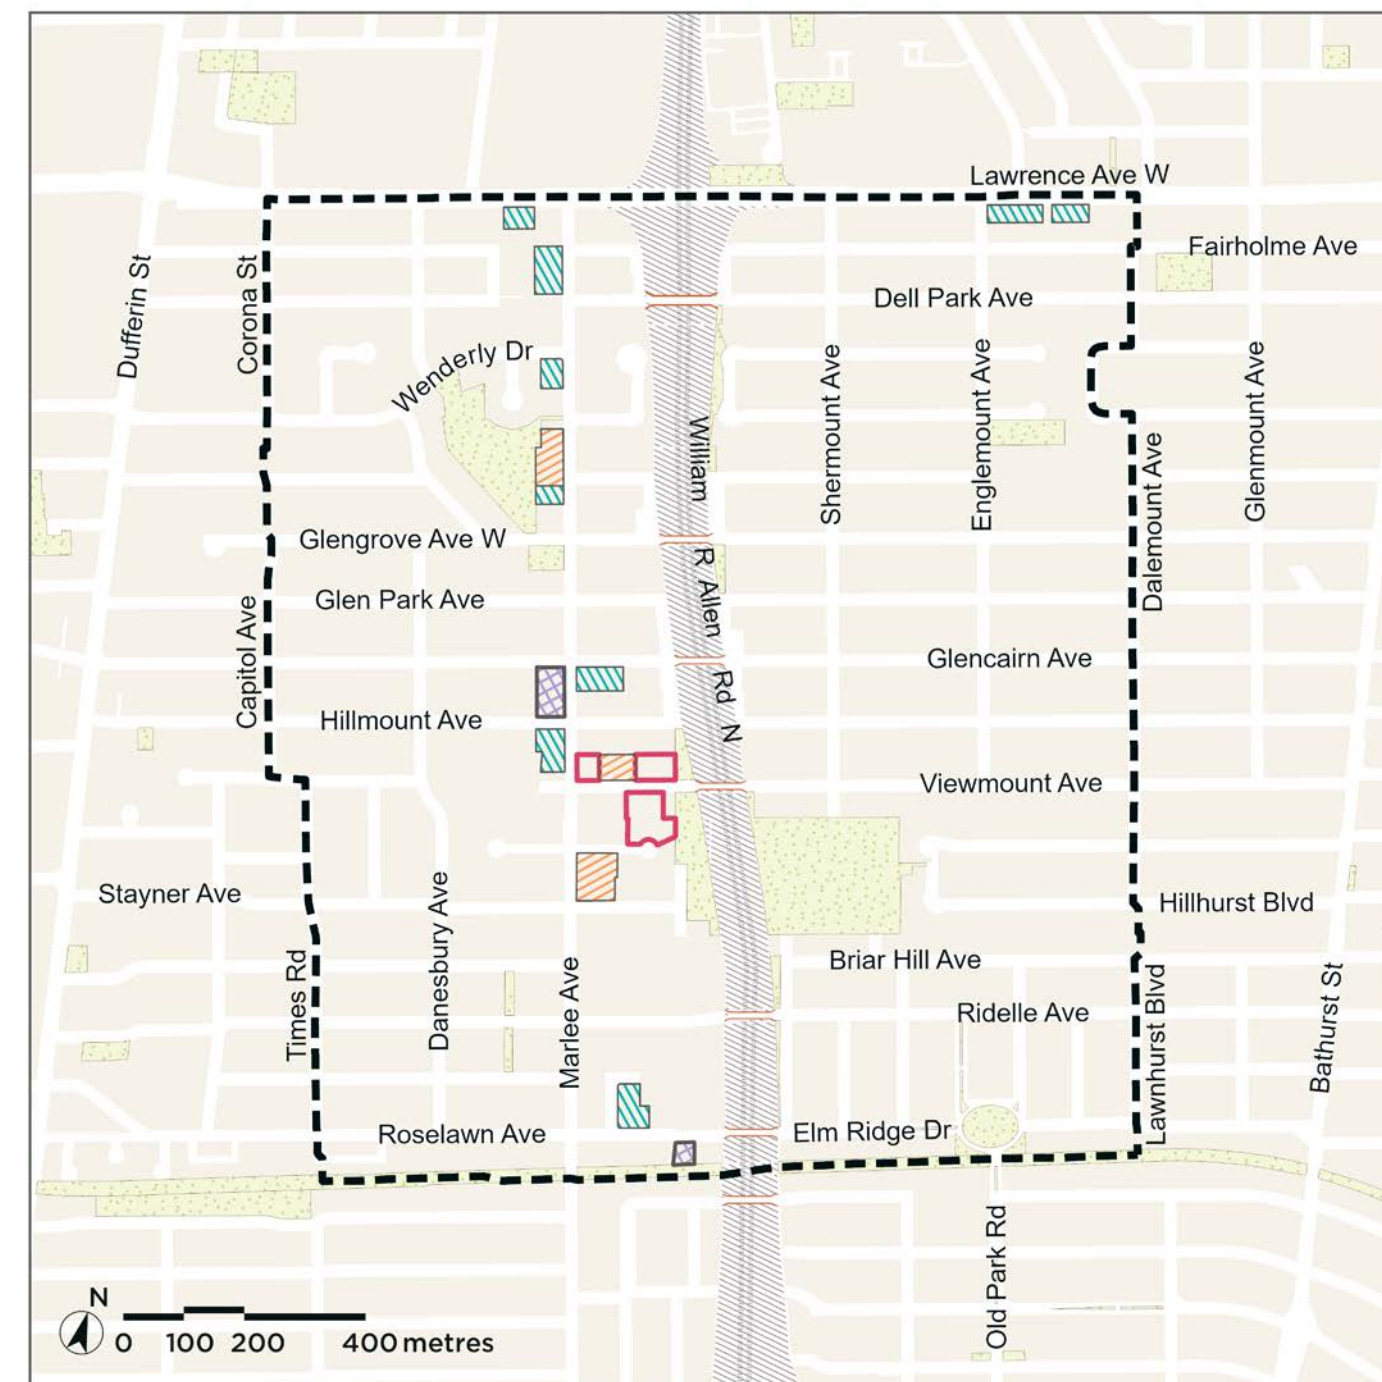 Lawrence Ave W
Fairholme Ave
Dufferin St
Corona St
Dell Park Ave
Wenderly Dr
Shermount Ave
Englemount Ave
Glenmount Ave
William
R Allen
Rd N
Dalemount Ave
Glengrove Ave W
Glen Park Ave
Capitol Ave
Glencairn Ave
Hillmount Ave
Viewmount Ave
Stayner Ave
Danesbury Ave
Hillhurst Blvd
Times Rd
Marlee Ave
Briar Hill Ave
Ridelle Ave
Lawnhurst Blvd
Bathurst St
Roselawn Ave
Elm Ridge Dr
Old Park Rd
N
0 100 200 400 metres